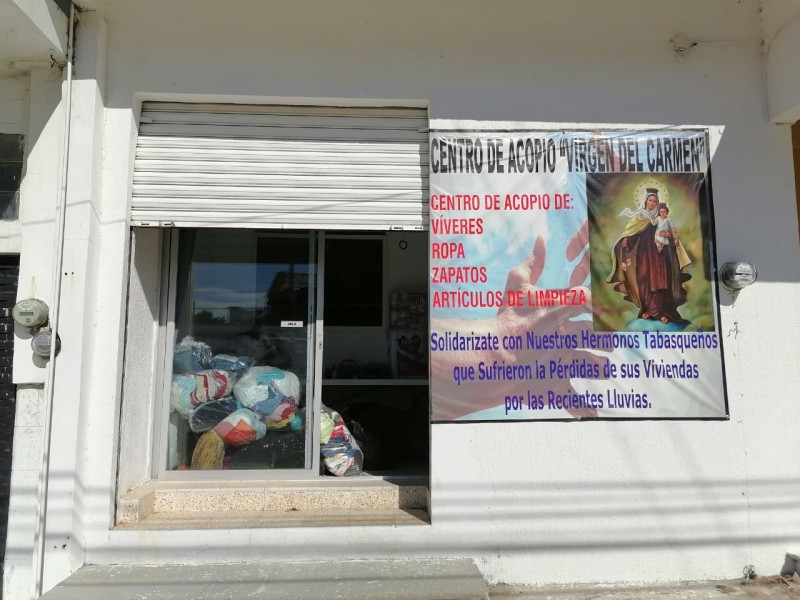 CENTRO DE ACOPIO "VIRGEN DEL CARMEN"
CENTRO DE ACOPIO DE:
VÍVERES
ROPA
ZAPATOS
ARTÍCULOS DE LIMPIEZA
Solidarizate con Nuestros Hermonos Tabasqueños
que Sufrieron la Pérdidas de sus Viviendas
por las Recientes Lluvias.